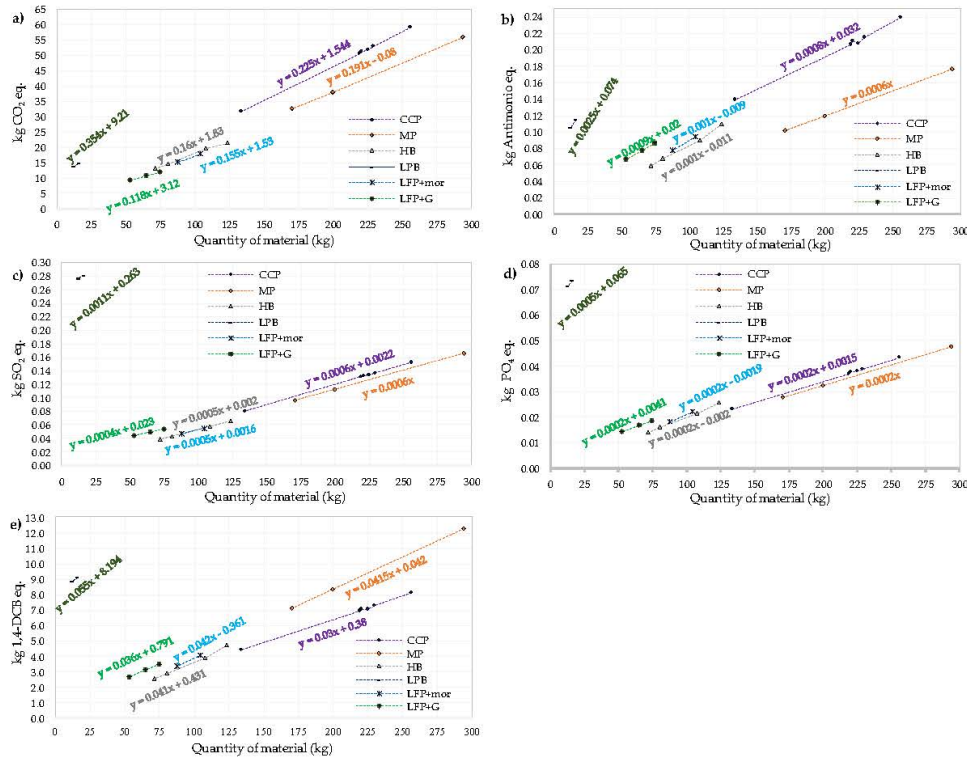 a)
kg CO2 eq.
65
60
55
50
45
40
35
30
25
20
15
10
5
0
y = 0.354x + 9.21
y = 0.118x + 3.12
y = 0.16x + 1.63
y = 0.155x + 1.53
y = 0.225x + 1.544
y = 0.191x - 0.08
CCP
MP
HB
LPB
LFP+mor
LFP+G
0 25 50 75 100 125 150 175 200 225 250 275 300
Quantity of material (kg)
b)
kg Antimonio eq.
0.24
0.22
0.20
0.18
0.16
0.14
0.12
0.10
0.08
0.06
0.04
0.02
0.00
y = 0.0025x + 0.074
y = 0.0009x + 0.02
y = 0.001x - 0.009
y = 0.001x - 0.011
y = 0.0008x + 0.032
y = 0.0006x
CCP
MP
HB
LPB
LFP+mor
LFP+G
0 25 50 75 100 125 150 175 200 225 250 275 300
Quantity of material (kg)
c)
kg SO2 eq.
0.30
0.28
0.26
0.24
0.22
0.20
0.18
0.16
0.14
0.12
0.10
0.08
0.06
0.04
0.02
0.00
y = 0.0011x + 0.263
y = 0.0004x + 0.023
y = 0.0005x + 0.002
y = 0.0005x + 0.0016
y = 0.0006x + 0.0022
y = 0.0006x
CCP
MP
HB
LPB
LFP+mor
LFP+G
0 25 50 75 100 125 150 175 200 225 250 275 300
Quantity of material (kg)
d)
kg PO4 eq.
0.08
0.07
0.06
0.05
0.04
0.03
0.02
0.01
0.00
y = 0.0005x + 0.065
y = 0.0002x + 0.0041
y = 0.0002x - 0.0019
y = 0.0002x - 0.002
y = 0.0002x + 0.0015
y = 0.0002x
CCP
MP
HB
LPB
LFP+mor
LFP+G
0 25 50 75 100 125 150 175 200 225 250 275 300
Quantity of material (kg)
e)
kg 1,4-DCB eq.
13.0
12.0
11.0
10.0
9.0
8.0
7.0
6.0
5.0
4.0
3.0
2.0
1.0
0.0
y = 0.055x + 8.194
y = 0.036x + 0.791
y = 0.042x - 0.361
y = 0.041x + 0.431
y = 0.0415x + 0.042
y = 0.03x + 0.38
CCP
MP
HB
LPB
LFP+mor
LFP+G
0 25 50 75 100 125 150 175 200 225 250 275 300
Quantity of material (kg)